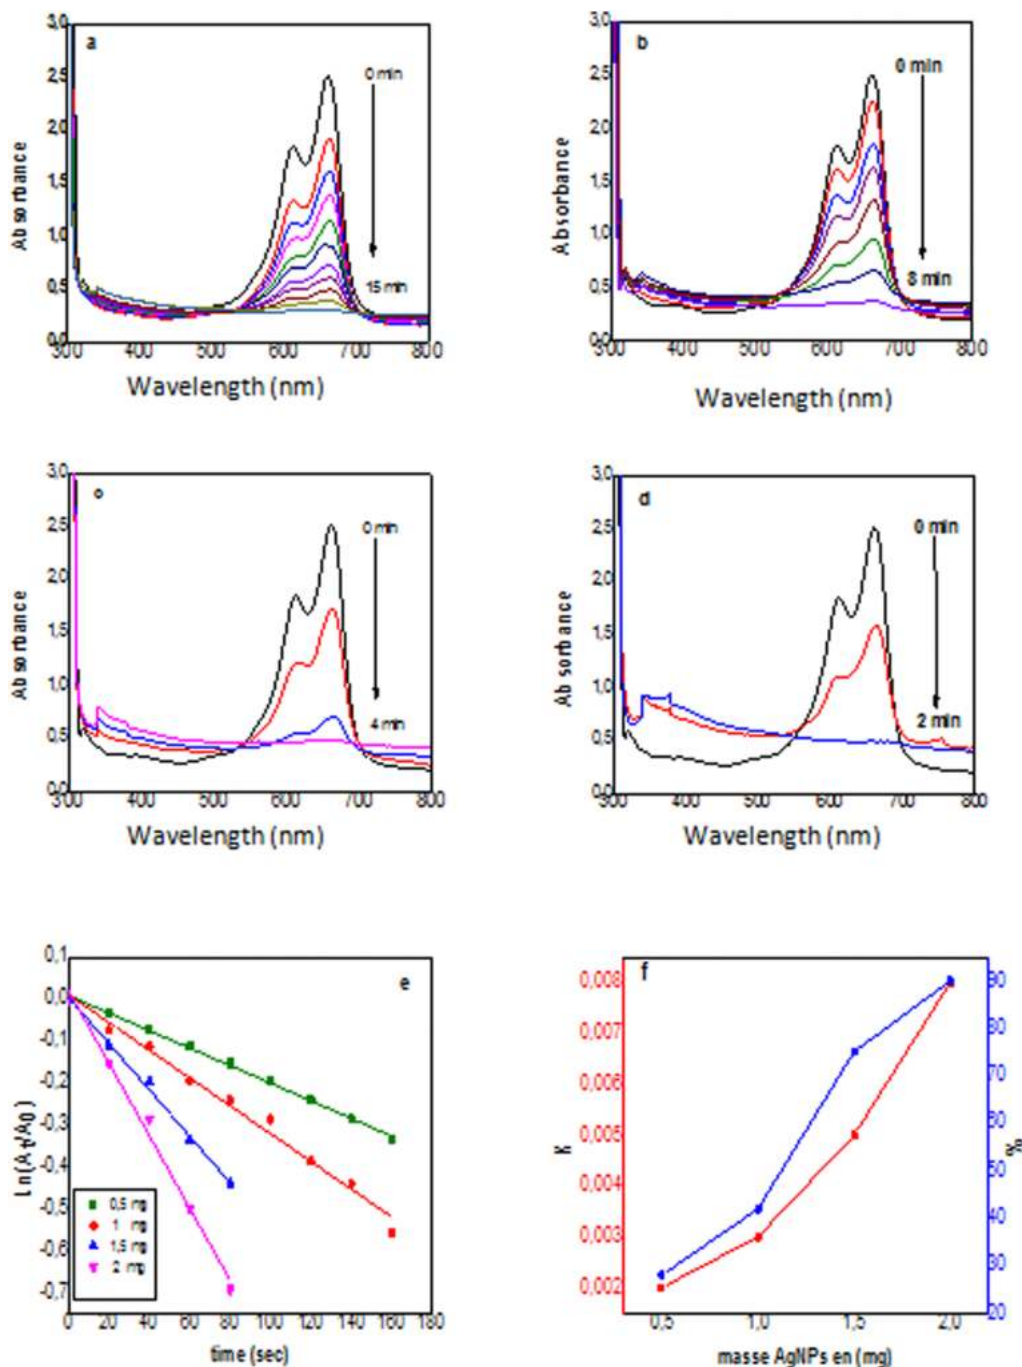 a
0 min
15 min
Absorbance
3,0
2,5
2,0
1,5
1,0
0,5
0,0
300 400 500 600 700 800
Wavelength (nm)
b
0 min
8 min
Absorbance
3,0
2,5
2,0
1,5
1,0
0,5
0,0
300 400 500 600 700 800
Wavelength (nm)
c
0 min
4 min
Absorbance
3,0
2,5
2,0
1,5
1,0
0,5
0,0
300 400 500 600 700 800
Wavelength (nm)
d
0 min
2 min
Absorbance
3,0
2,5
2,0
1,5
1,0
0,5
0,0
300 400 500 600 700 800
Wavelength (nm)
e
Ln(At/A0)
0,1
0,0
-0,1
-0,2
-0,3
-0,4
-0,5
-0,6
-0,7
0,5 mg
1 mg
1,5 mg
2 mg
0 20 40 60 80 100 120 140 160 180
time (sec)
f
K
0,008
0,007
0,006
0,005
0,004
0,003
0,002
%
90
80
70
60
50
40
30
20
0,5 1,0 1,5 2,0
masse AgNPs en (mg)